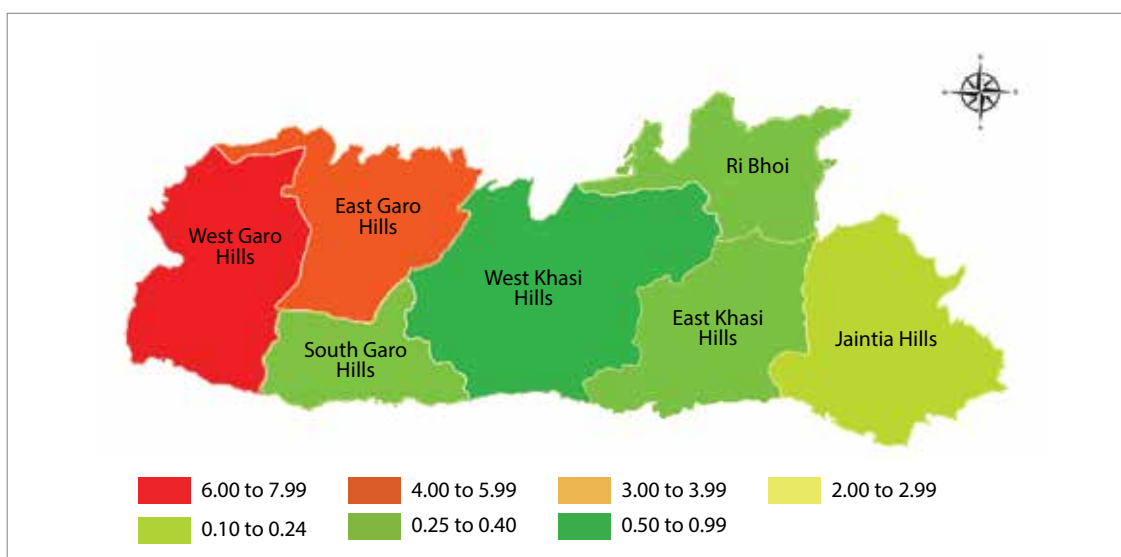 Ri Bhoi
East Garo
Hills
West Garo
Hills
West Khasi
Hills
East Khasi
Hills
Jaintia Hills
South Garo
Hills
6.00 to 7.99
4.00 to 5.99
3.00 to 3.99
2.00 to 2.99
0.10 to 0.24
0.25 to 0.40
0.50 to 0.99